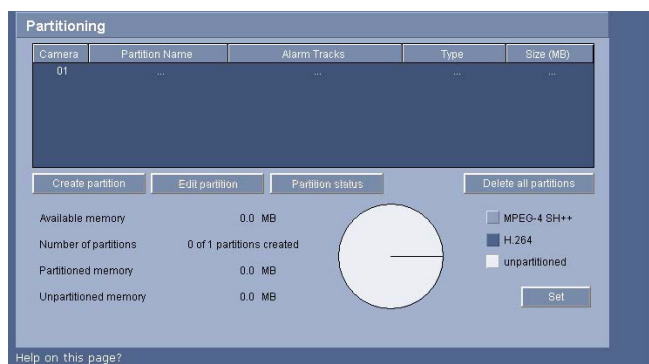 Partitioning
Camera Partition Name Alarm Tracks Type Size (MB)
01 ... ... ... ...
Create partition Edit partition Partition status Delete all partitions
Available memory 0.0 MB
Number of partitions 0 of 1 partitions created
Partitioned memory 0.0 MB
Unpartitioned memory 0.0 MB
MPEG-4 SH++
H.264
unpartitioned
Set
Help on this page?